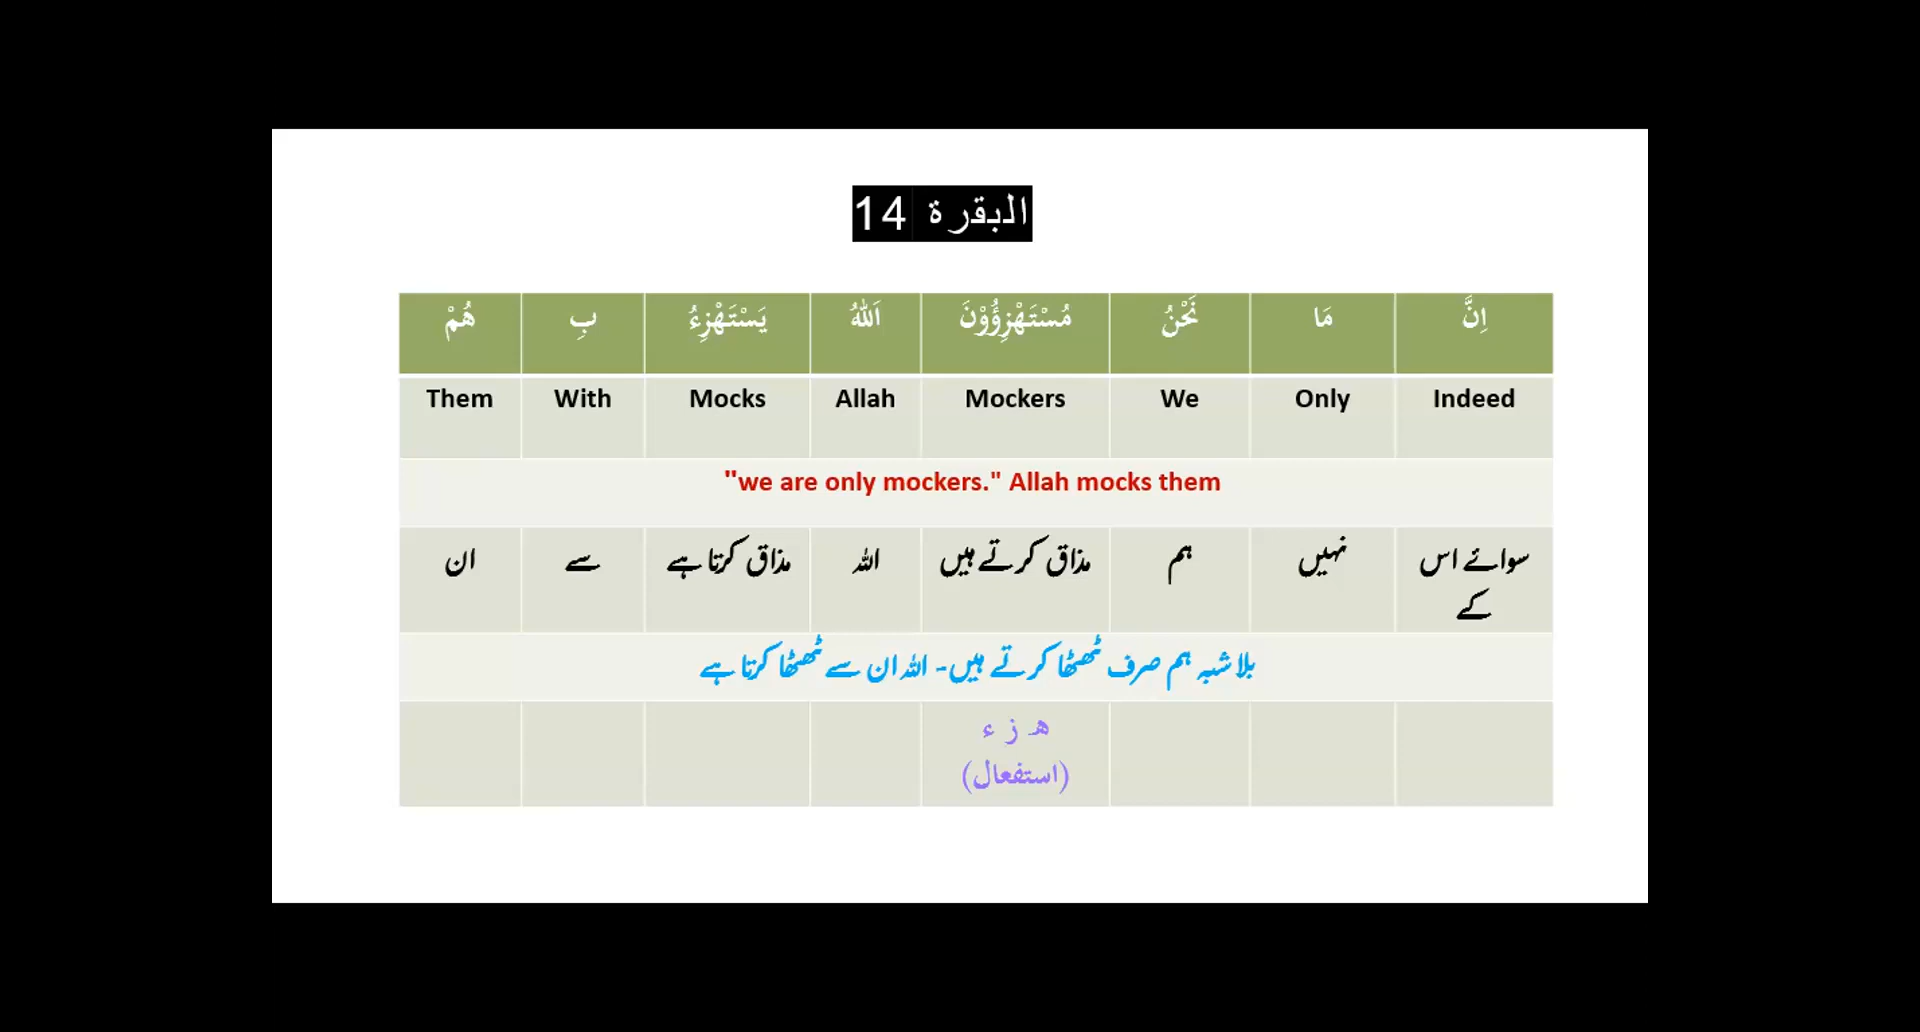 البقرة 14
اِنَّ مَا نَحْنُ مُسْتَهْزِؤُوْنَ اَللّٰهُ يَسْتَهْزِءُ بِ هُمْ
Them With Mocks Allah Mockers We Only Indeed
"we are only mockers." Allah mocks them
سوائے اس کے نہیں ہم مذاق کرتے ہیں اللہ مذاق کرتا ہے سے ان
بلا شبہ ہم صرف ٹھٹھا کرتے ہیں۔ اللہ ان سے ٹھٹھا کرتا ہے
ھ ز ء
(استفعال)